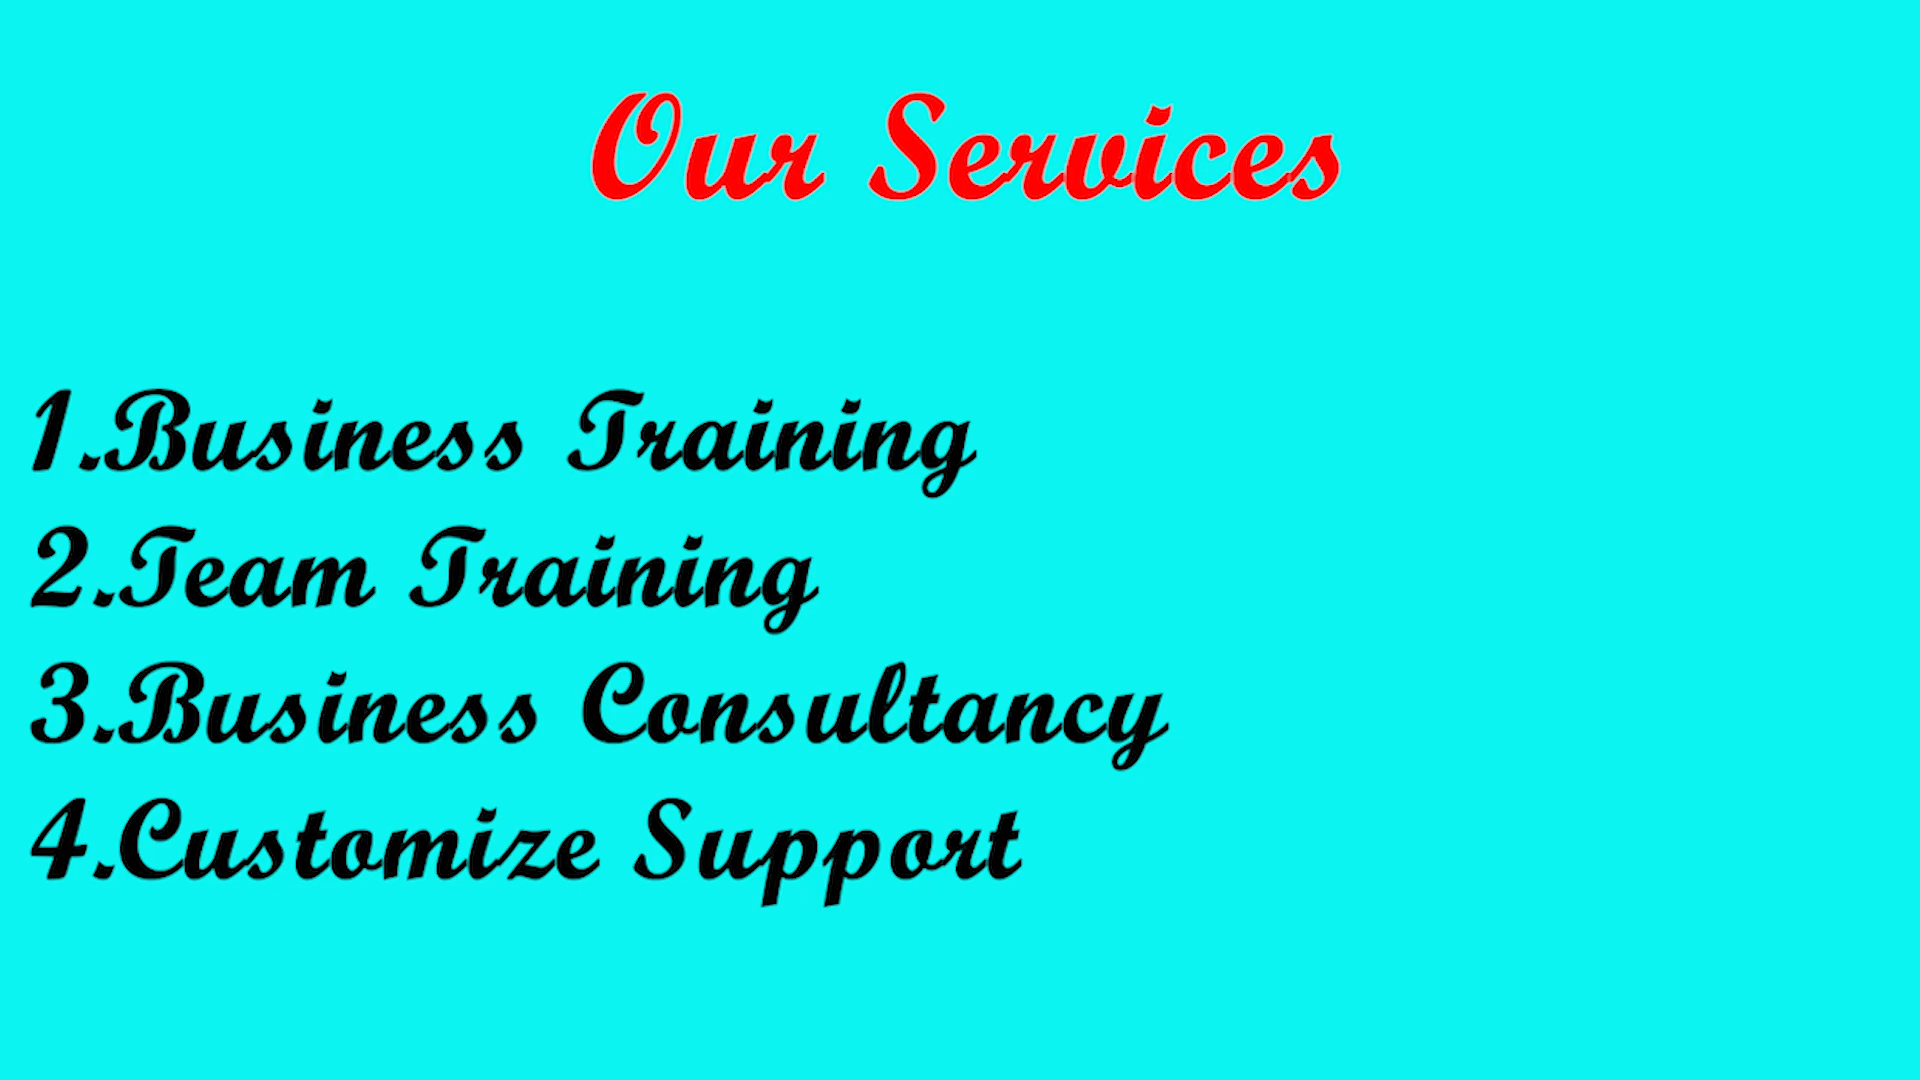 Our Services
1.Business Training
2.Team Training
3.Business Consultancy
4.Customize Support